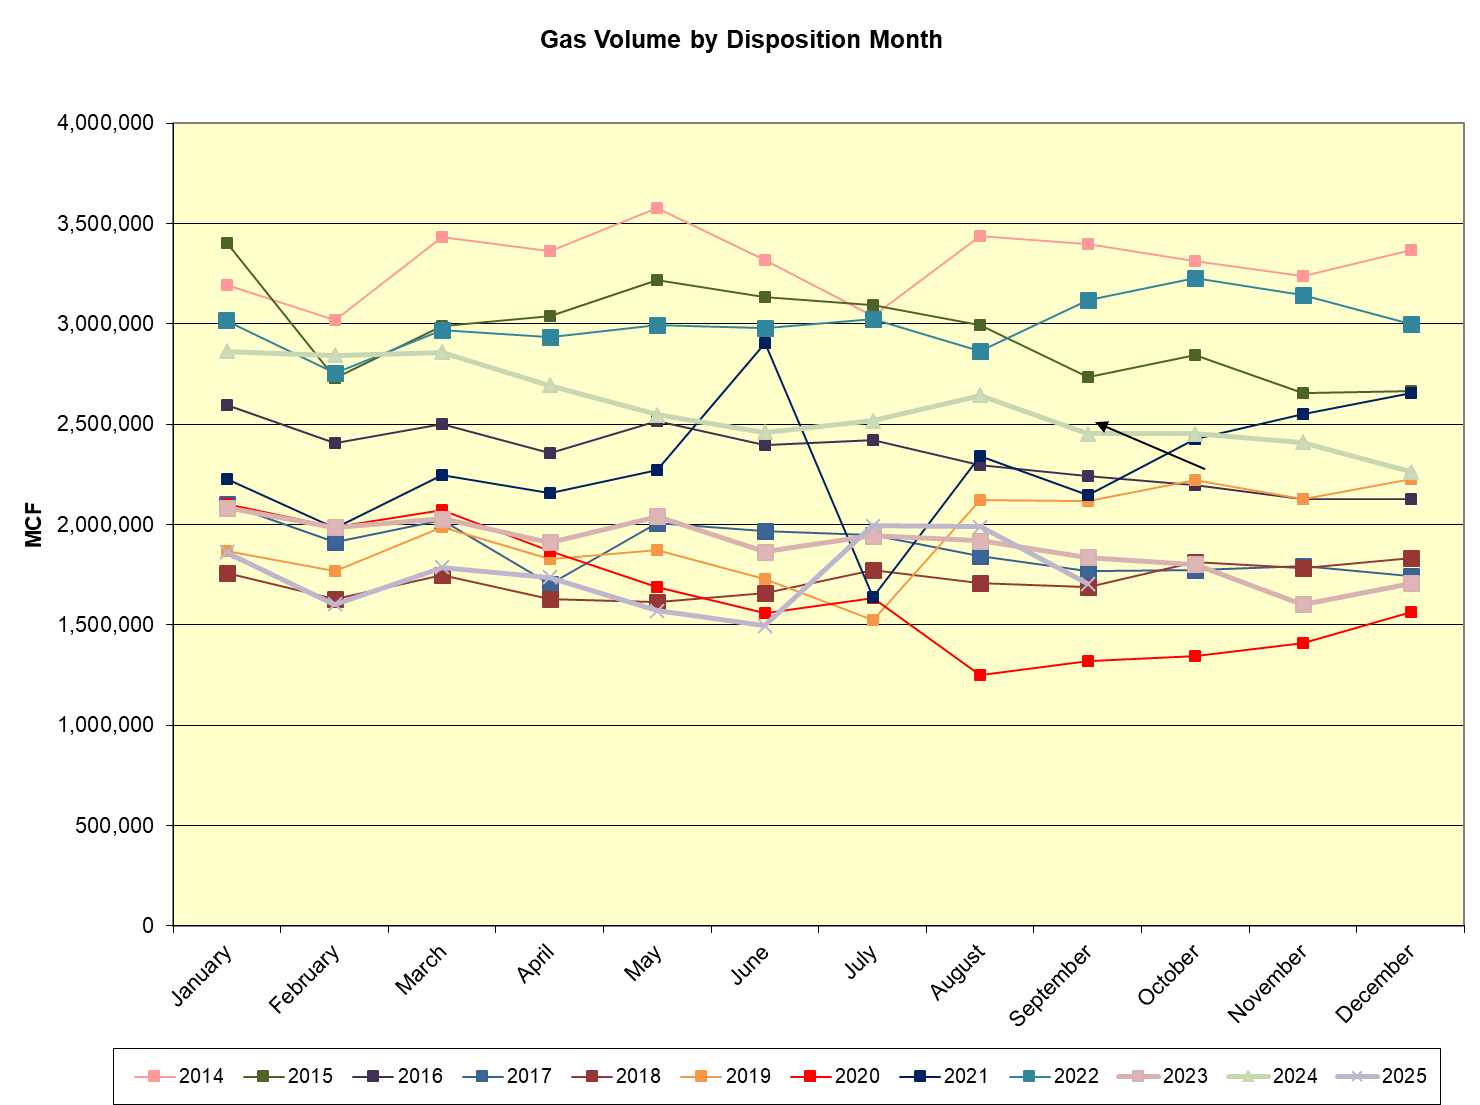 Gas Volume by Disposition Month
4,000,000
3,500,000
3,000,000
2,500,000
2,000,000
1,500,000
1,000,000
500,000
0
MCF
January
February
March
April
May
June
July
August
September
October
November
December
2014 2015 2016 2017 2018 2019 2020 2021 2022 2023 2024 2025